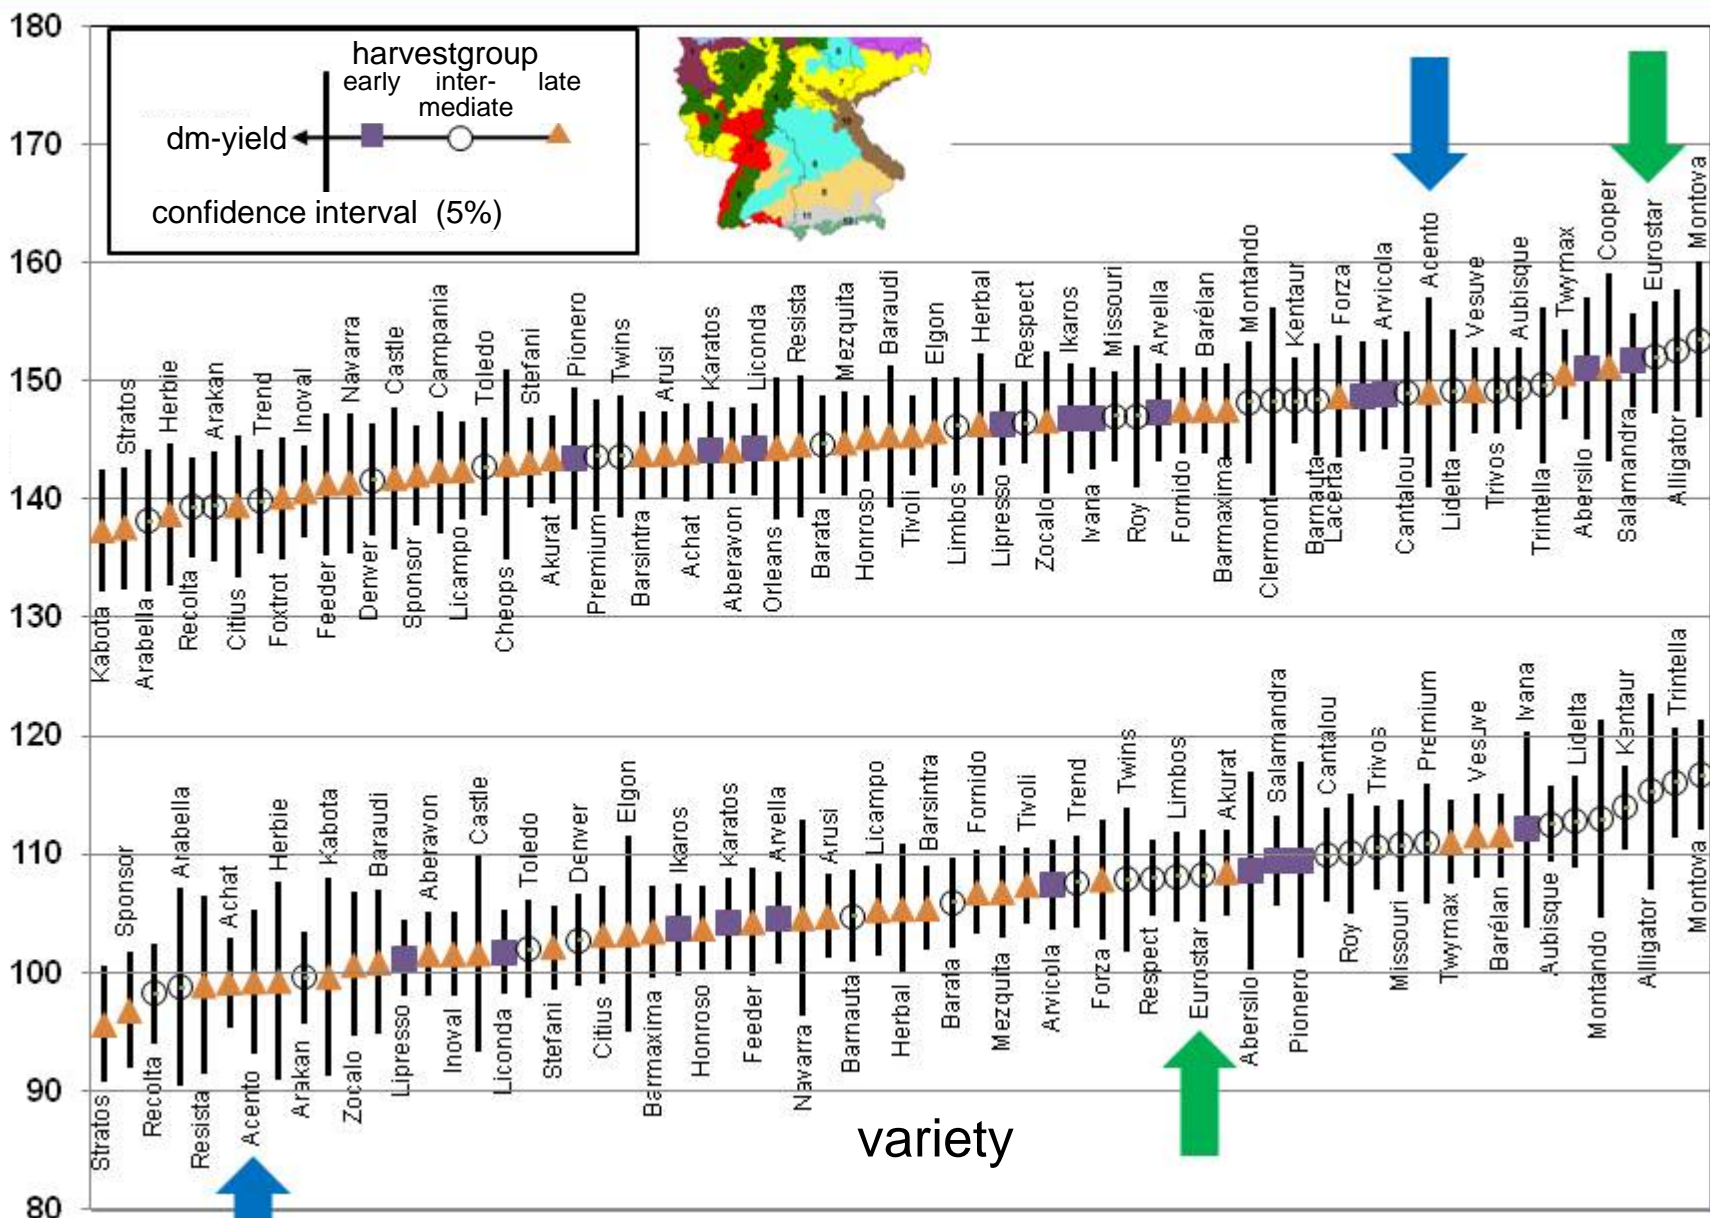 180
170
160
150
140
130
120
110
100
90
80
harvestgroup
early inter- late
mediate
dm-yield
confidence interval (5%)
Kabota
Stratos
Arabella
Herbie
Recolta
Arakan
Citius
Trend
Foxtrot
Inoval
Feeder
Navarra
Denver
Castle
Sponsor
Campania
Licampo
Toledo
Cheops
Stefani
Akurat
Pionero
Premium
Twins
Barsintra
Arusi
Achat
Karatos
Aberavon
Liconda
Orleans
Resista
Barata
Mezquita
Honroso
Baraudi
Tivoli
Elgon
Limbos
Herbal
Lipresso
Respect
Zocalo
Ikaros
Ivana
Missouri
Roy
Arvella
Fornido
Barélan
Barmaxima
Montando
Clermont
Kentaur
Barnauta
Lacerta
Forza
Arvicola
Cantalou
Acento
Lidelta
Vesuve
Trivos
Aubisque
Trintella
Twymax
Abersilo
Cooper
Salamandra
Eurostar
Alligator
Montova
Stratos
Sponsor
Recolta
Arabella
Resista
Achat
Acento
Herbie
Arakan
Kabota
Zocalo
Baraudi
Lipresso
Aberavon
Inoval
Castle
Liconda
Toledo
Stefani
Denver
Citius
Elgon
Barmaxima
Ikaros
Honroso
Karatos
Feeder
Arvella
Navarra
Arusi
Barnauta
Licampo
Herbal
Barsintra
Barata
Fornido
Mezquita
Tivoli
Arvicola
Trend
Forza
Twins
Respect
Limbos
Eurostar
Akurat
Abersilo
Salamandra
Pionero
Cantalou
Roy
Trivos
Missouri
Premium
Twymax
Vesuve
Barélan
Ivana
Aubisque
Lidelta
Montando
Kentaur
Alligator
Trintella
Montova
variety